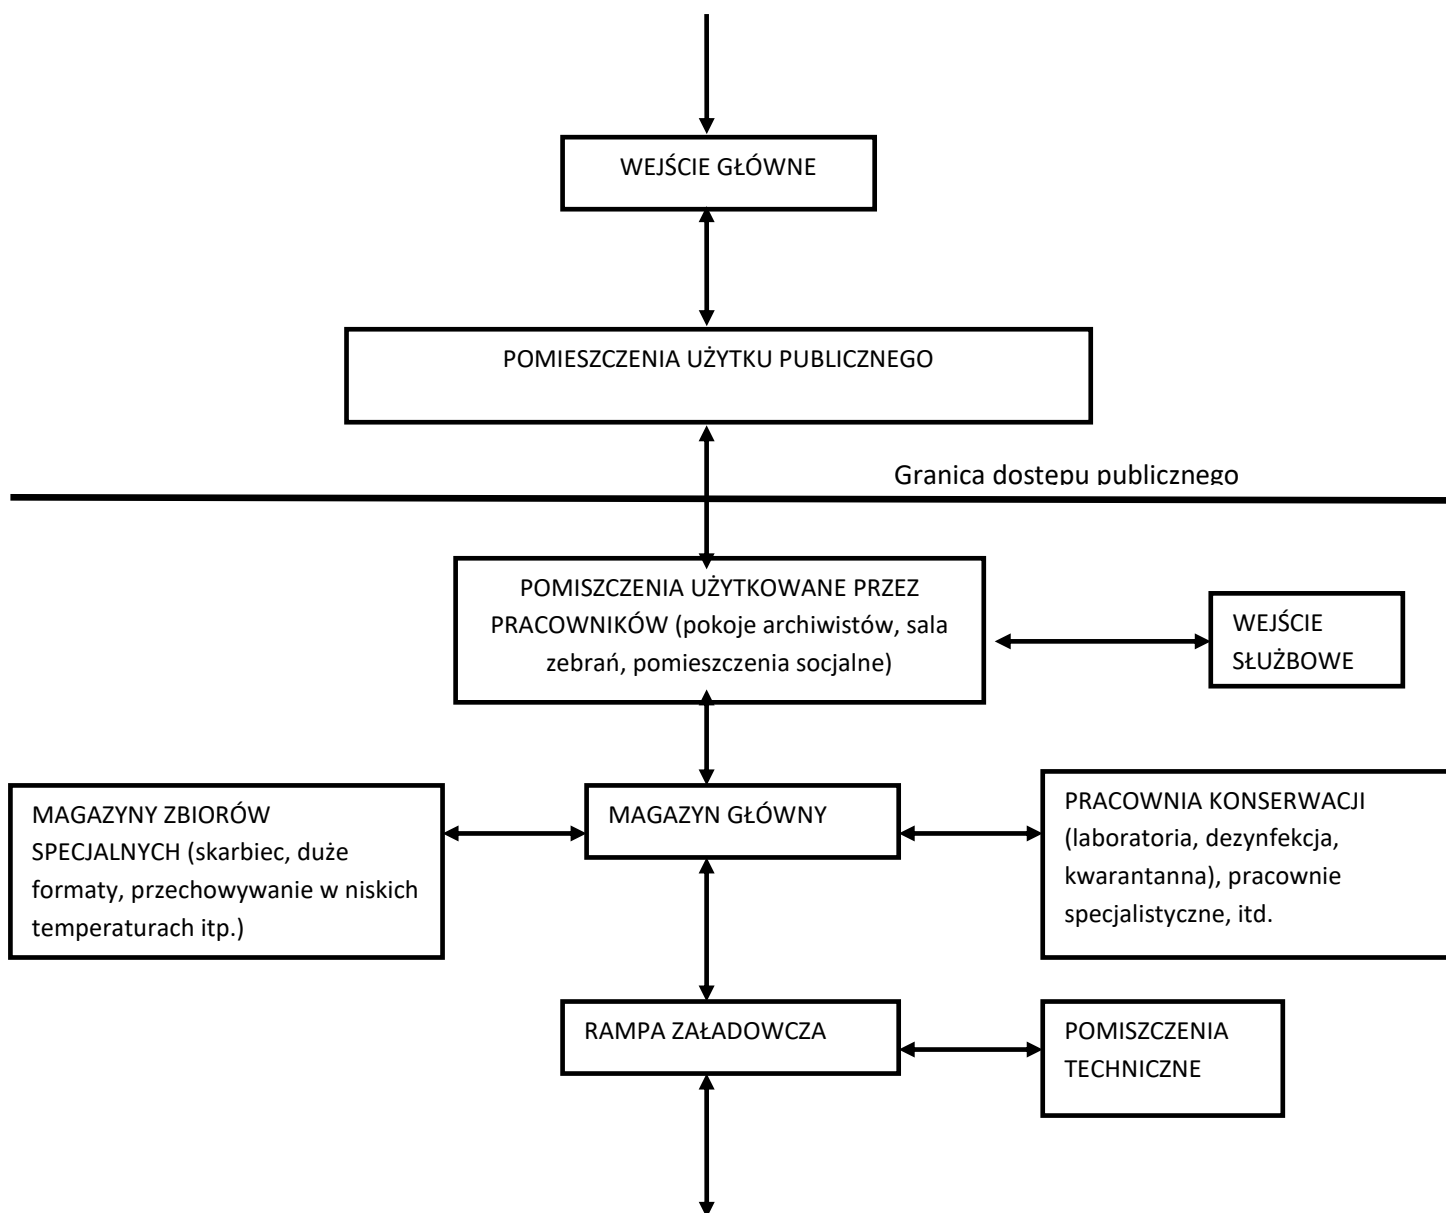 WEJŚCIE GŁÓWNE
POMIESZCZENIA UŻYTKU PUBLICZNEGO
Granica dostępu publicznego
POMISZCZENIA UŻYTKOWANE PRZEZ
PRACOWNIKÓW (pokoje archiwistów, sala
zebrań, pomieszczenia socjalne)
WEJŚCIE
SŁUŻBOWE
MAGAZYNY ZBIORÓW
SPECJALNYCH (skarbiec, duże
formaty, przechowywanie w niskich
temperaturach itp.)
MAGAZYN GŁÓWNY
PRACOWNIA KONSERWACJI
(laboratoria, dezynfekcja,
kwarantanna), pracownie
specjalistyczne, itd.
RAMPA ZAŁADOWCZA
POMISZCZENIA
TECHNICZNE